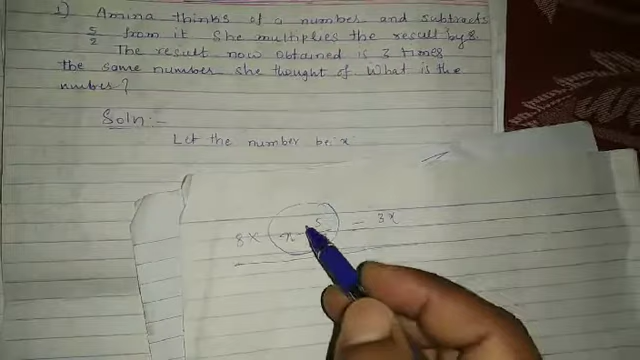 1) Amina thinks of a number and subtracts
5/2 from it She multiplies the result by 8.
The result now obtained is 3 times
the same number she thought of What is the
number?
Soln:-
Let the number be x
8 × x - 5 = 3x